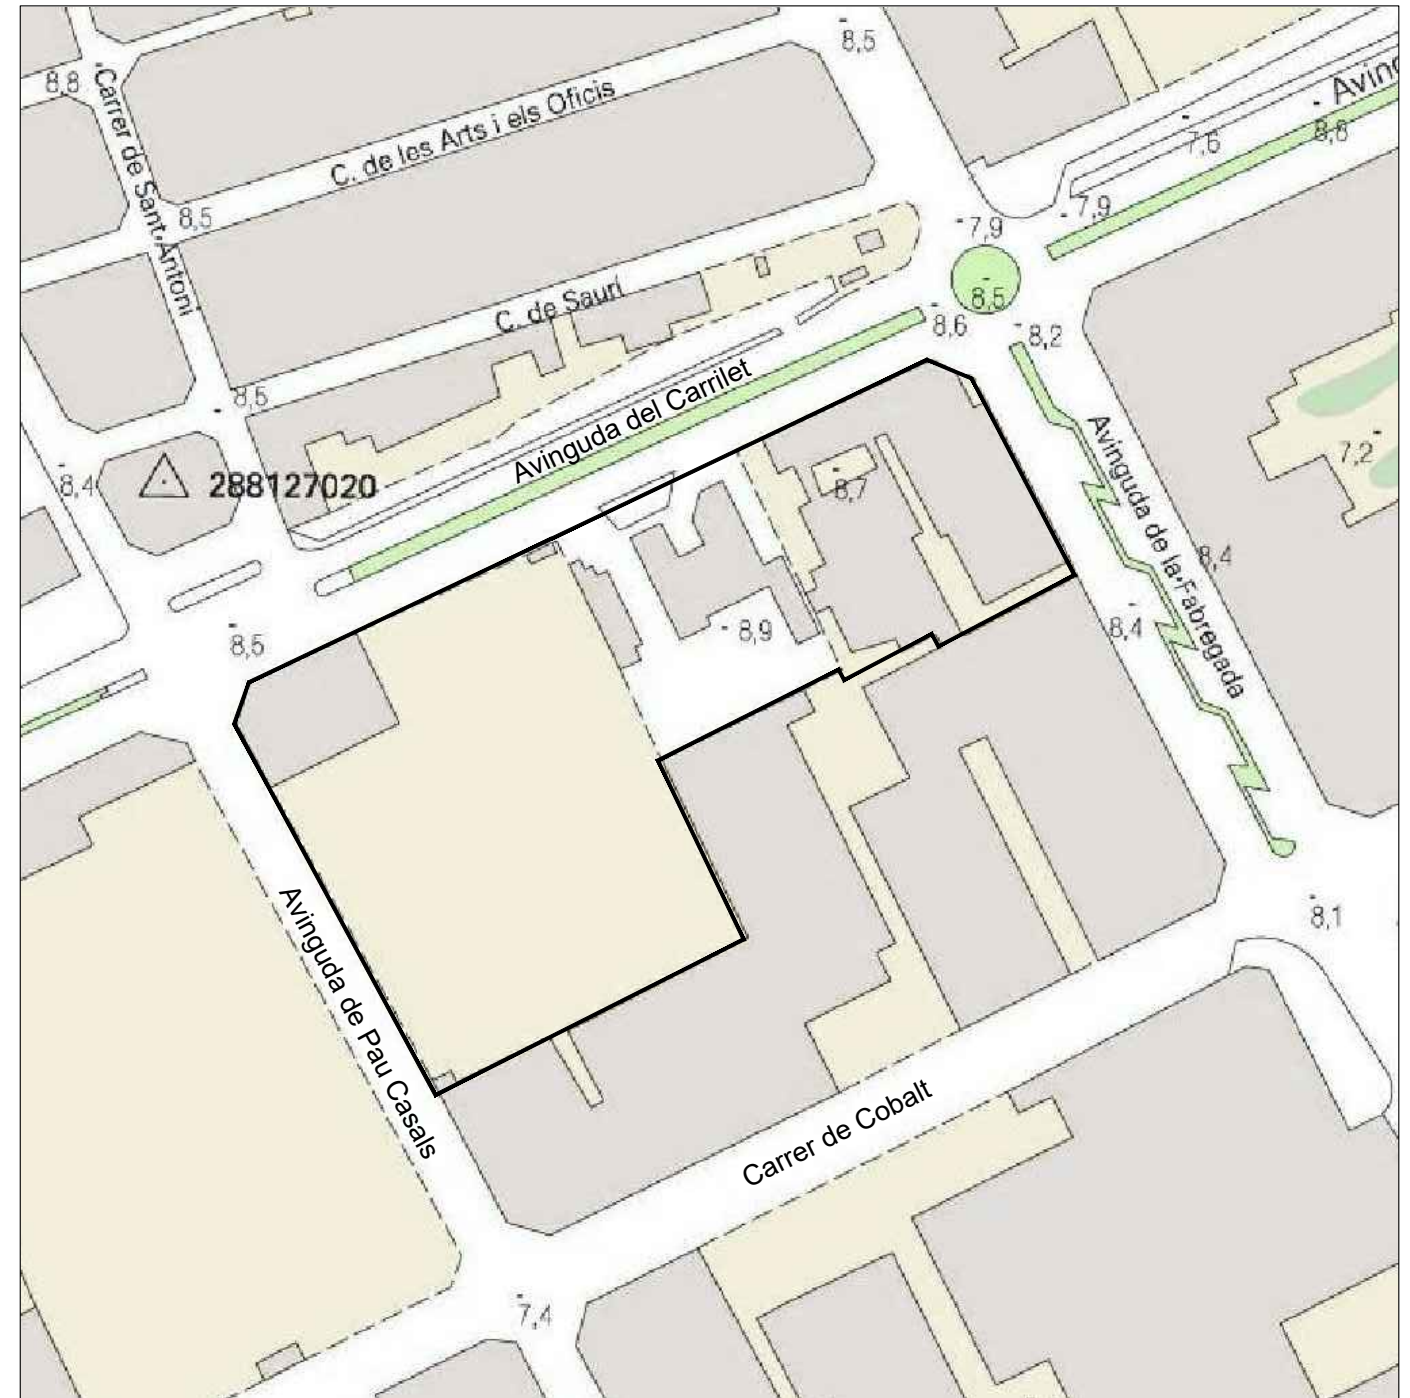 8,5
8,8
Carrer de Sant Antoni
C. de les Arts i els Oficis
8,5
Aving
7,6
8,8
7,9
7,9
8,5
8,6
8,2
C. de Saurí
8,5
Avinguda del Carrilet
8,4
288127020
8,7
7,2
Avinguda de la Fabregada
8,4
8,4
8,5
8,9
Avinguda de Pau Casals
8,1
Carrer de Cobalt
7,4